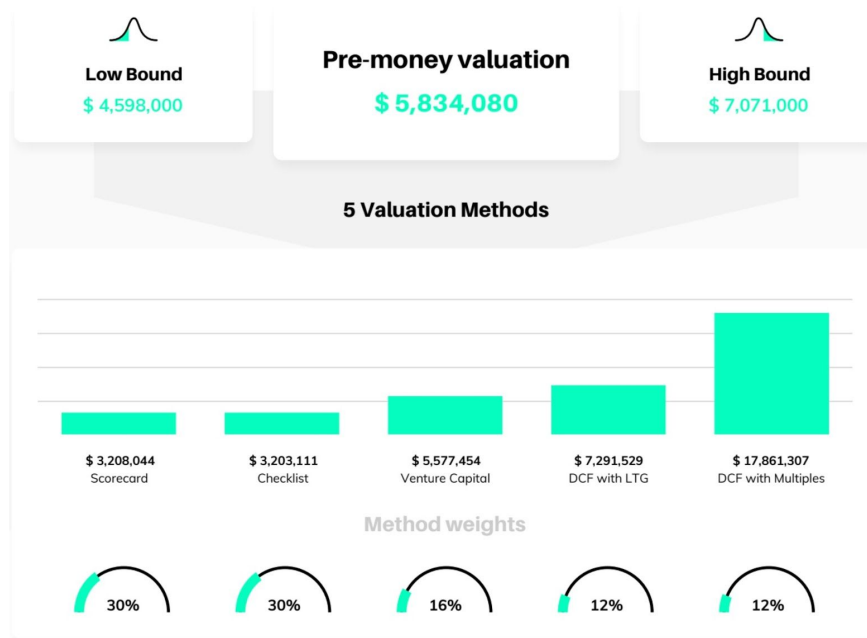 Low Bound
$ 4,598,000
Pre-money valuation
$ 5,834,080
High Bound
$ 7,071,000
5 Valuation Methods
$ 3,208,044
Scorecard
$ 3,203,111
Checklist
$ 5,577,454
Venture Capital
$ 7,291,529
DCF with LTG
$ 17,861,307
DCF with Multiples
Method weights
30%
30%
16%
12%
12%